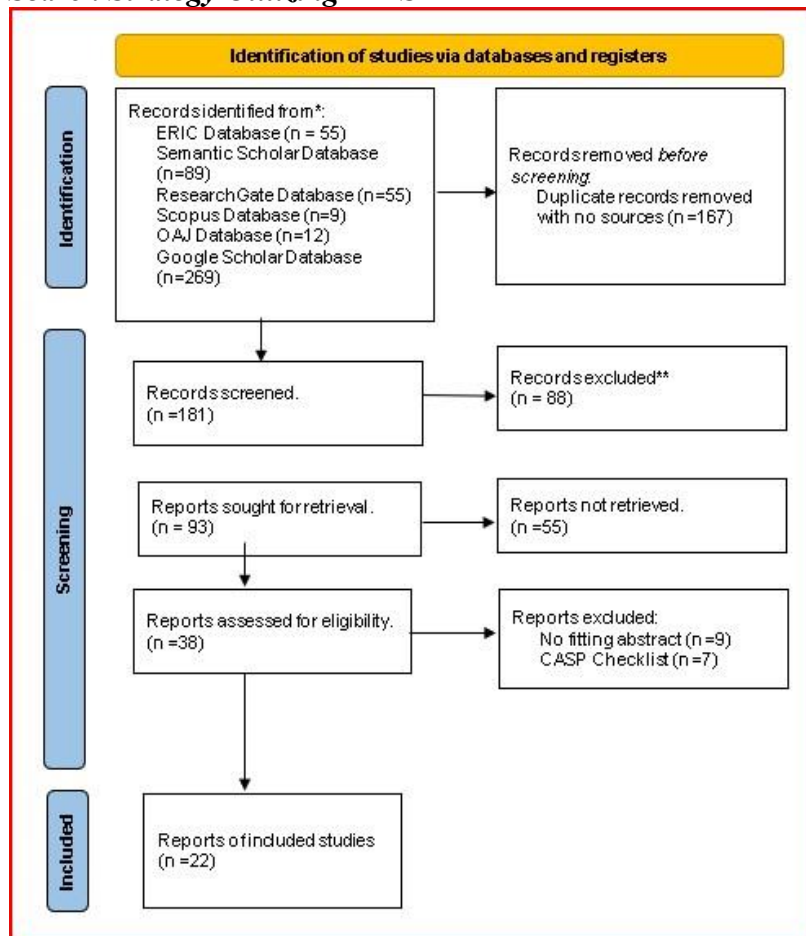 Identification of studies via databases and registers
Identification
Records identified from*:
ERIC Database (n = 55)
Semantic Scholar Database
(n=89)
ResearchGate Database (n=55)
Scopus Database (n=9)
OAJ Database (n=12)
Google Scholar Database
(n=269)
Records removed before
screening:
Duplicate records removed
with no sources (n=167)
Screening
Records screened.
(n =181)
Records excluded**
(n = 88)
Reports sought for retrieval.
(n = 93)
Reports not retrieved.
(n =55)
Reports assessed for eligibility.
(n =38)
Reports excluded:
No fitting abstract (n=9)
CASP Checklist (n=7)
Included
Reports of included studies
(n =22)